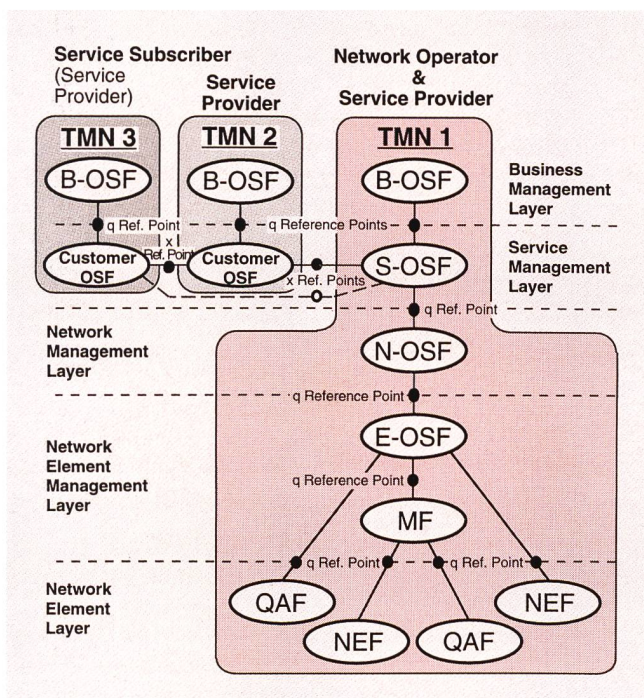 Service Subscriber
(Service
Provider)
Service
Provider
Network Operator
&
Service Provider
TMN 3
TMN 2
TMN 1
B-OSF
B-OSF
B-OSF
Business
Management
Layer
q Ref. Point
q Reference Points
x
Ref. Point
Customer
OSF
Customer
OSF
S-OSF
Service
Management
Layer
x Ref. Points
q Ref. Point
Network
Management
Layer
N-OSF
q Reference Point
E-OSF
Network
Element
Management
Layer
q Reference Point
MF
q Ref. Point
q Ref. Point
Network
Element
Layer
QAF
NEF
NEF
QAF